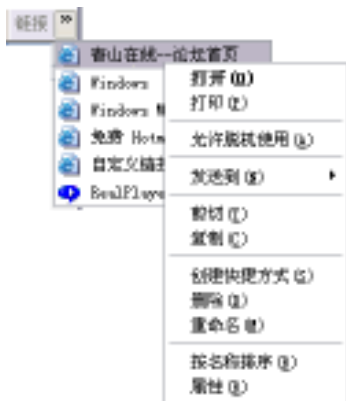 链接 »
春山在线--论坛首页
Windows
Windows
免费 Hotm
自定义链接
RealPlaye
打开(O)
打印(P)
允许脱机使用(A)
发送到(S)
剪切(T)
复制(C)
创建快捷方式(S)
删除(D)
重命名(M)
按名称排序(B)
属性(R)